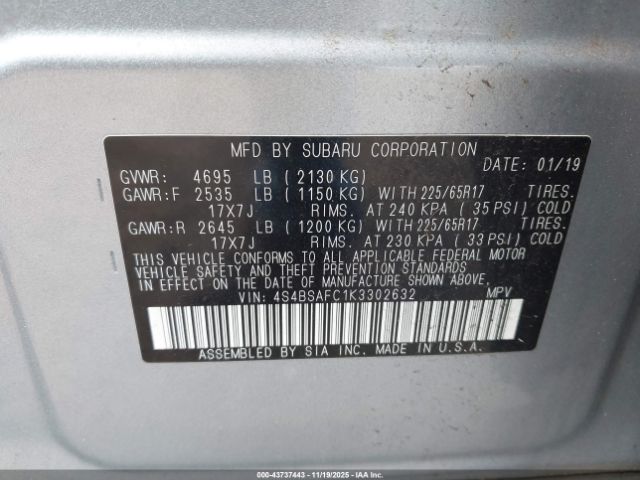 MFD BY SUBARU CORPORATION
DATE: 01/19
GVWR: 4695 LB ( 2130 KG)
GAWR:F 2535 LB ( 1150 KG) WITH 225/65R17 TIRES.
17X7J RIMS. AT 240 KPA ( 35 PSI) COLD
GAWR:R 2645 LB ( 1200 KG) WITH 225/65R17 TIRES.
17X7J RIMS. AT 230 KPA ( 33 PSI) COLD
THIS VEHICLE CONFORMS TO ALL APPLICABLE FEDERAL MOTOR
VEHICLE SAFETY AND THEFT PREVENTION STANDARDS
IN EFFECT ON THE DATE OF MANUFACTURE SHOWN ABOVE.
VIN: 4S4BSAFC1K3302632 MPV
ASSEMBLED BY SIA INC. MADE IN U.S.A.
000-43737443 - 11/19/2025 - IAAI.COM